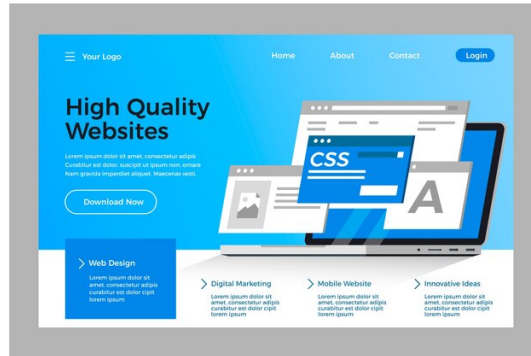 Your Logo
Home
About
Contact
Login
High Quality
Websites
Lorem ipsum dolor sit amet, consectetur adipis
Curabitur est dolor, suscipit ut ipsum non, ornare
Nam gravida imperdiet aliquet. Maecenas vesti
Download Now
CSS
A
Web Design
Lorem ipsum dolor sit
amet, consectetur adipis
curabitur est dolor cipit
lorem ipsum
Digital Marketing
Lorem ipsum dolor sit
amet, consectetur adipis
curabitur est dolor cipit
lorem ipsum
Mobile Website
Lorem ipsum dolor sit
amet, consectetur adipis
curabitur est dolor cipit
lorem ipsum
Innovative Ideas
Lorem ipsum dolor sit
amet, consectetur adipis
curabitur est dolor cipit
lorem ipsum